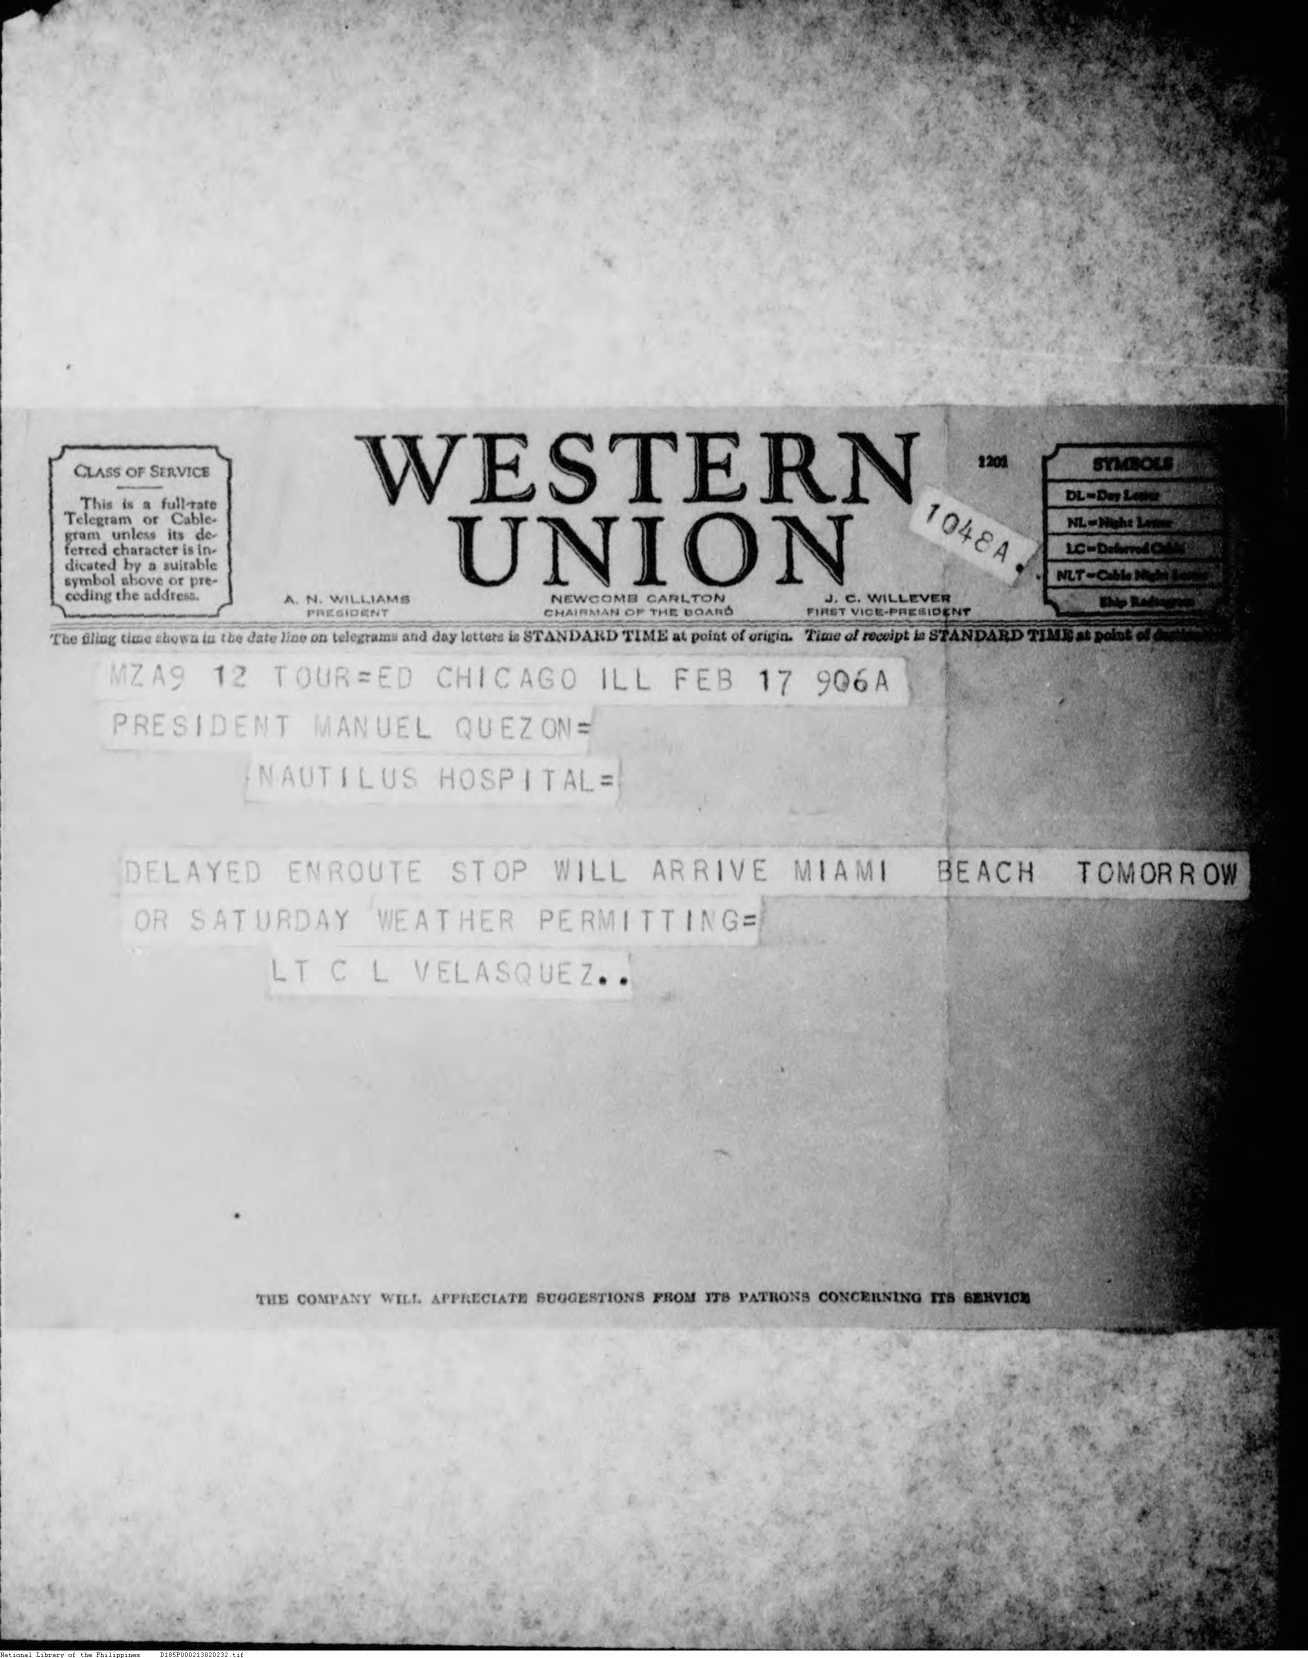 CLASS OF SERVICE
This is a full-rate
Telegram or Cable-
gram unless its de-
ferred character is in-
dicated by a suitable
symbol above or pre-
ceding the address.
WESTERN
UNION
1201
1048A.
A. N. WILLIAMS
PRESIDENT
NEWCOMB CARLTON
CHAIRMAN OF THE BOARD
J. C. WILLEVER
FIRST VICE-PRESIDENT
SYMBOLS
DL=Day Letter
NL=Night Letter
LC=Deferred Cable
NLT=Cable Night Letter
Ship Radiogram
The filing time shown in the date line on telegrams and day letters is STANDARD TIME at point of origin. Time of receipt is STANDARD TIME at point of
MZA9 12 TOUR=ED CHICAGO ILL FEB 17 906A
PRESIDENT MANUEL QUEZON=
NAUTILUS HOSPITAL=
DELAYED ENROUTE STOP WILL ARRIVE MIAMI BEACH TOMORROW
OR SATURDAY WEATHER PERMITTING=
LT C L VELASQUEZ..
THE COMPANY WILL APPRECIATE SUGGESTIONS FROM ITS PATRONS CONCERNING ITS SERVICE
National Library of the Philippines D185P000213020232.tif